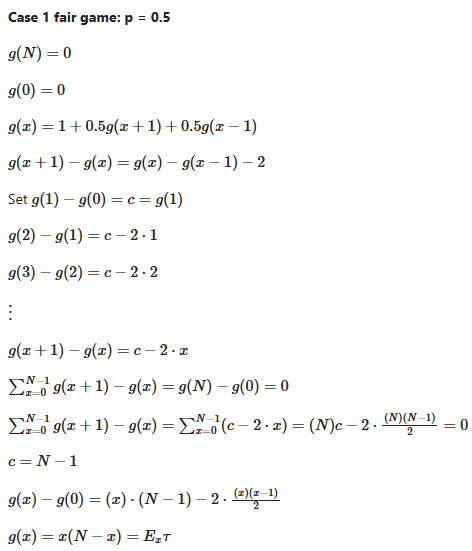 Case 1 fair game: p = 0.5
g(N) = 0
g(0) = 0
g(x) = 1 + 0.5g(x + 1) + 0.5g(x − 1)
g(x + 1) − g(x) = g(x) − g(x − 1) − 2
Set g(1) − g(0) = c = g(1)
g(2) − g(1) = c − 2 · 1
g(3) − g(2) = c − 2 · 2
⋮
g(x + 1) − g(x) = c − 2 · x
∑_{x=0}^{N−1} g(x + 1) − g(x) = g(N) − g(0) = 0
∑_{x=0}^{N−1} g(x + 1) − g(x) = ∑_{x=0}^{N−1}(c − 2 · x) = (N)c − 2 · \frac{(N)(N−1)}{2} = 0
c = N − 1
g(x) − g(0) = (x) · (N − 1) − 2 · \frac{(x)(x−1)}{2}
g(x) = x(N − x) = E_xτ